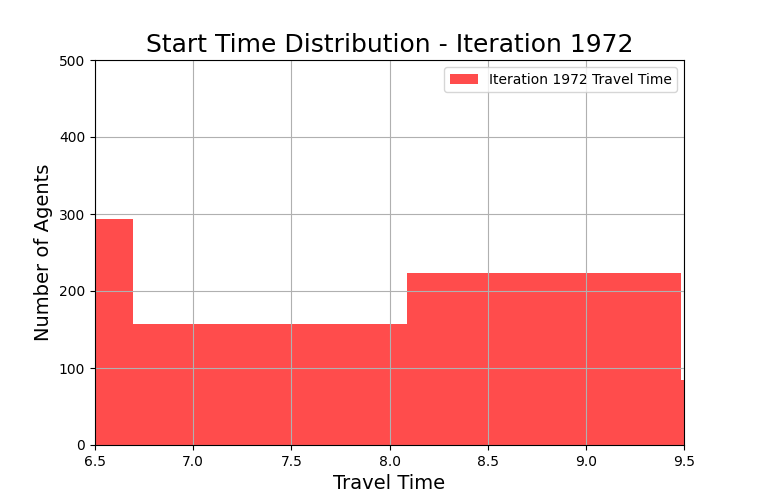 Start Time Distribution - Iteration 1972
500
400
300
200
100
0
Number of Agents
Iteration 1972 Travel Time
6.5 7.0 7.5 8.0 8.5 9.0 9.5
Travel Time